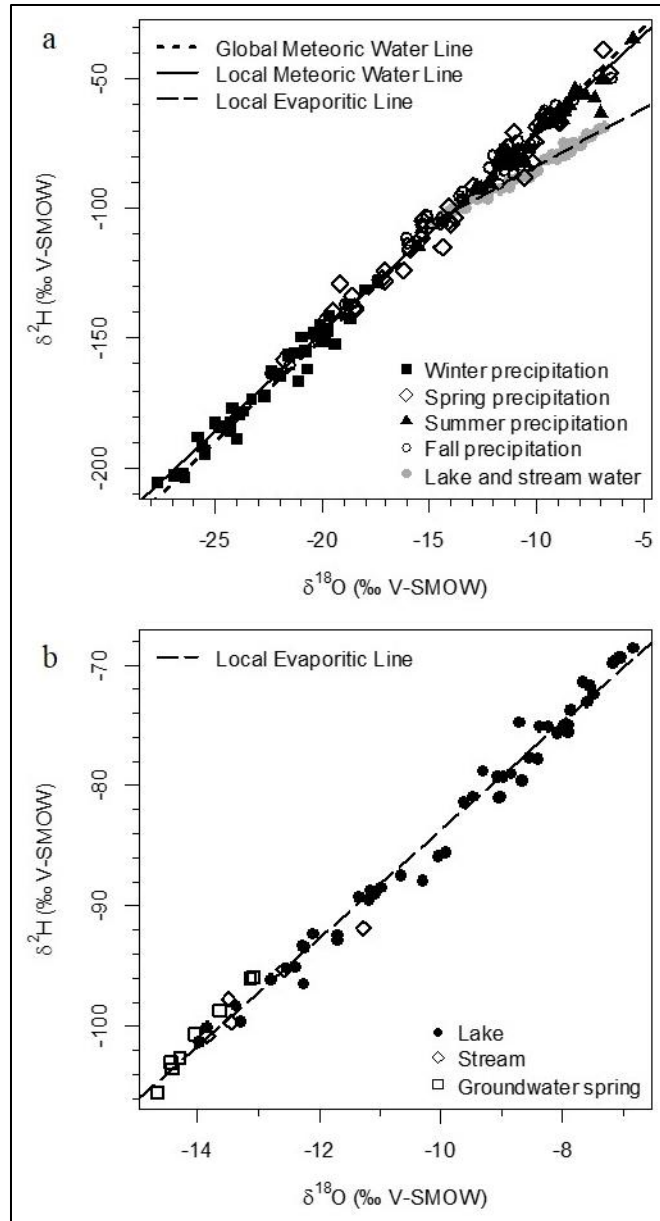 a
Global Meteoric Water Line
Local Meteoric Water Line
Local Evaporitic Line
-50
-100
-150
-200
δ²H (‰ V-SMOW)
Winter precipitation
Spring precipitation
Summer precipitation
Fall precipitation
Lake and stream water
-25 -20 -15 -10 -5
δ¹⁸O (‰ V-SMOW)
b
Local Evaporitic Line
-70
-80
-90
-100
δ²H (‰ V-SMOW)
Lake
Stream
Groundwater spring
-14 -12 -10 -8
δ¹⁸O (‰ V-SMOW)